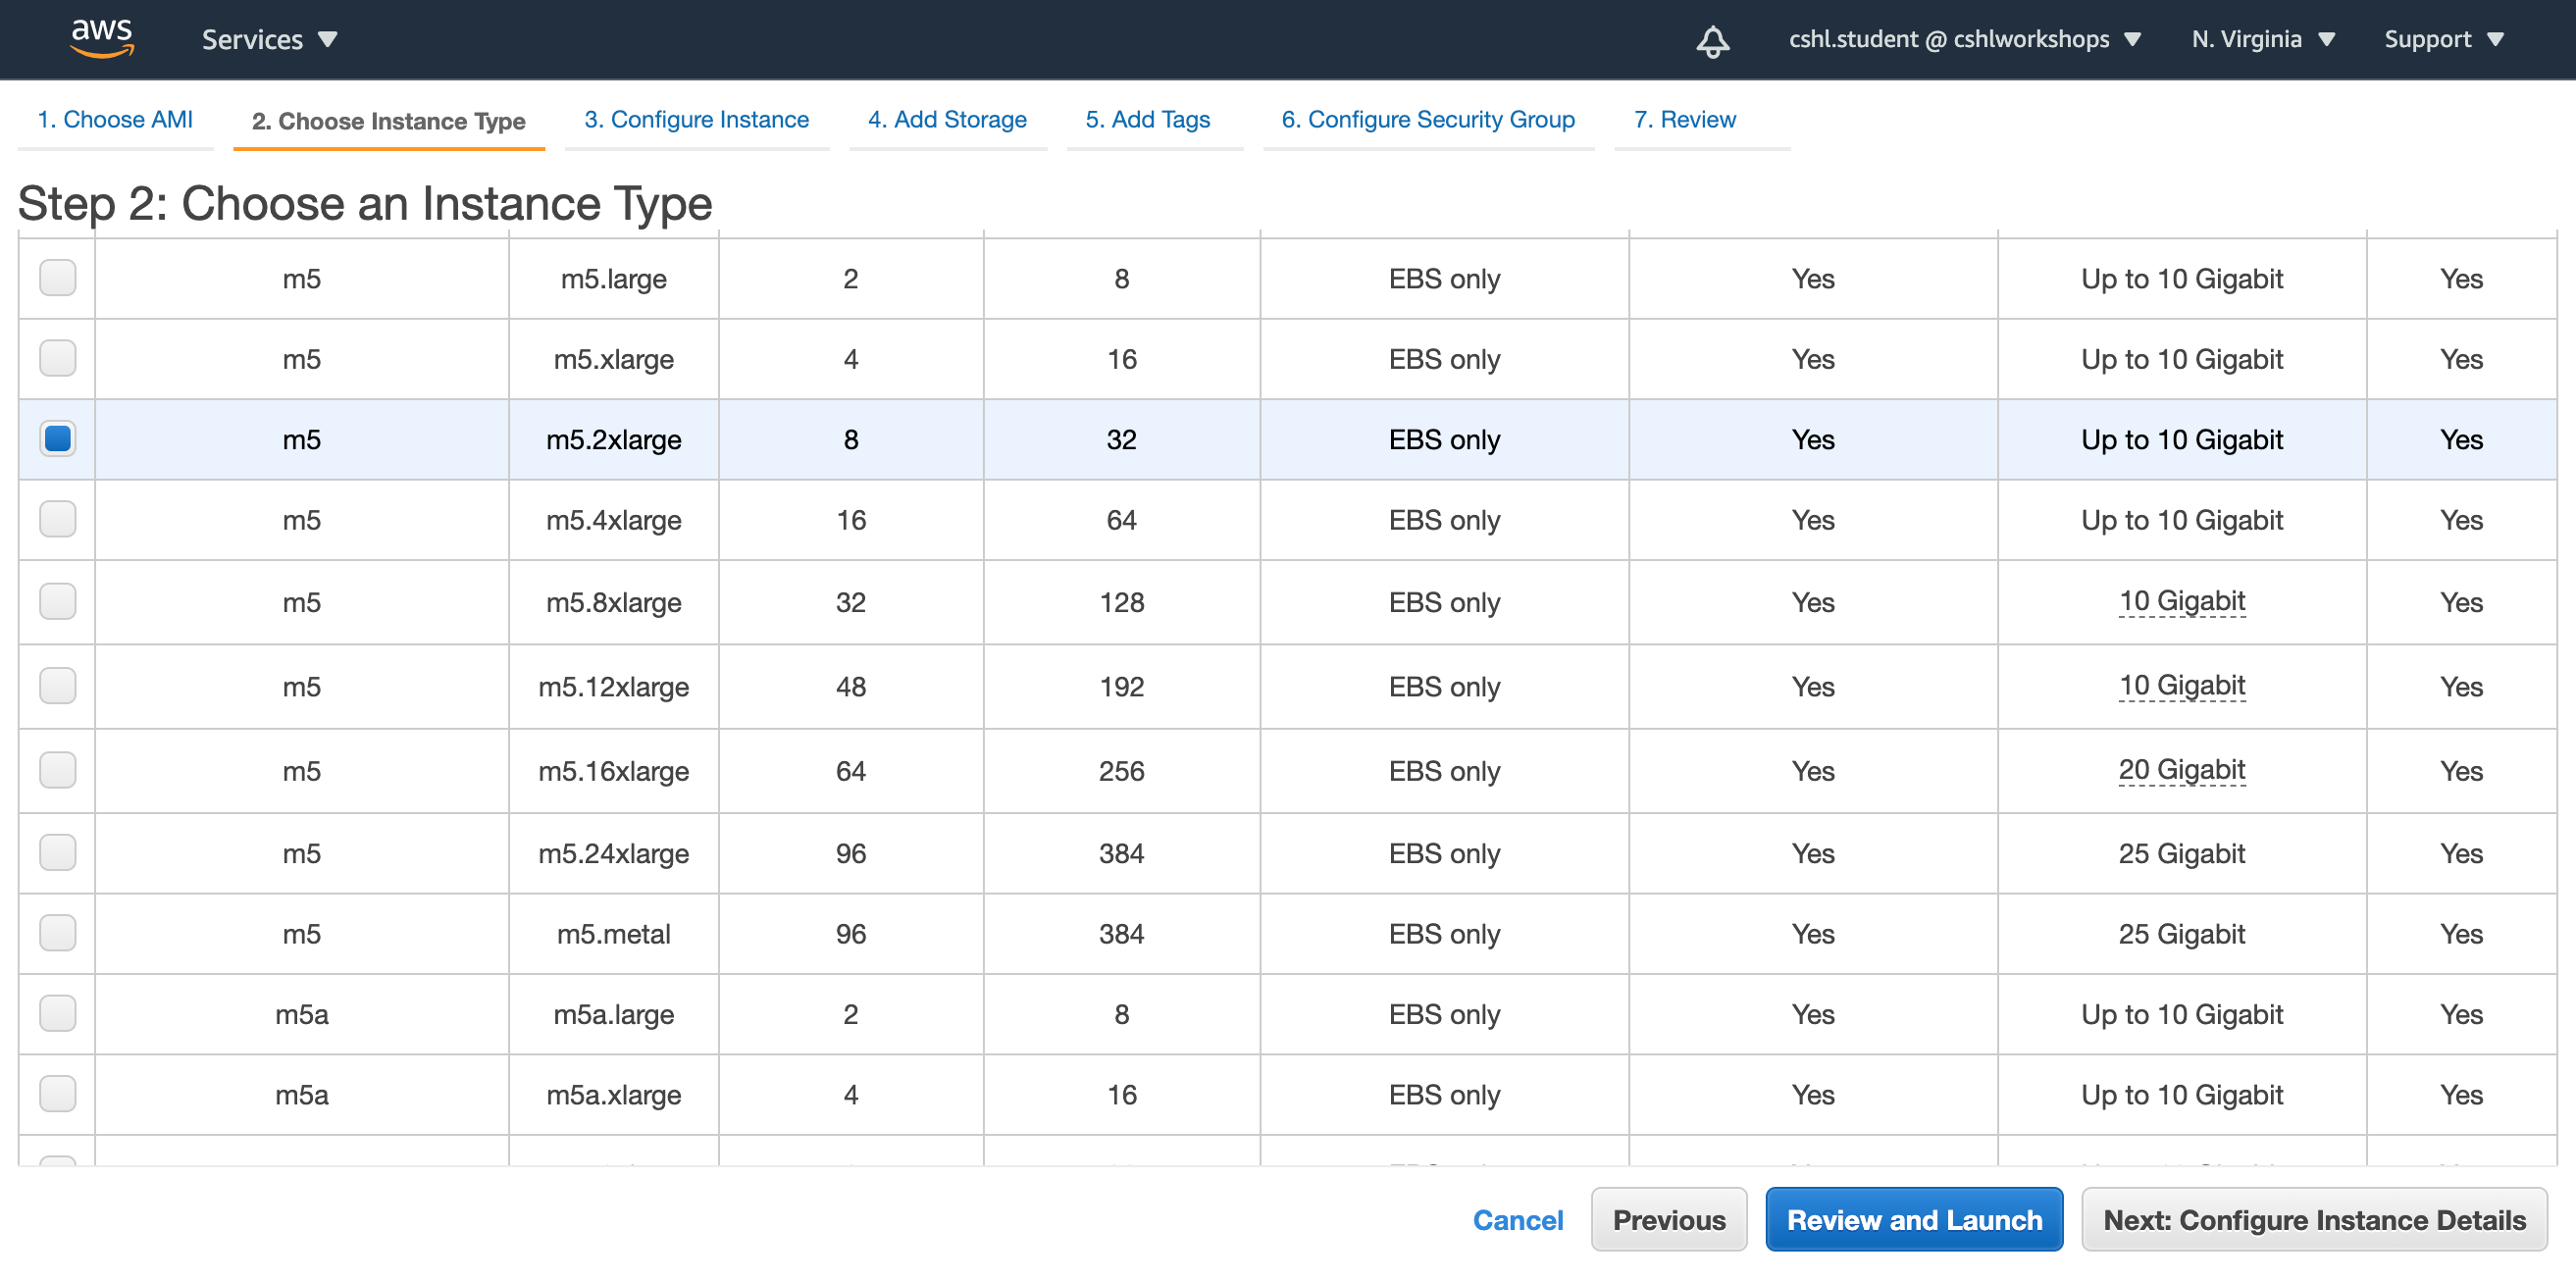 aws Services cshl.student @ cshlworkshops N. Virginia Support
1. Choose AMI 2. Choose Instance Type 3. Configure Instance 4. Add Storage 5. Add Tags 6. Configure Security Group 7. Review
Step 2: Choose an Instance Type
m5 m5.large 2 8 EBS only Yes Up to 10 Gigabit Yes
m5 m5.xlarge 4 16 EBS only Yes Up to 10 Gigabit Yes
m5 m5.2xlarge 8 32 EBS only Yes Up to 10 Gigabit Yes
m5 m5.4xlarge 16 64 EBS only Yes Up to 10 Gigabit Yes
m5 m5.8xlarge 32 128 EBS only Yes 10 Gigabit Yes
m5 m5.12xlarge 48 192 EBS only Yes 10 Gigabit Yes
m5 m5.16xlarge 64 256 EBS only Yes 20 Gigabit Yes
m5 m5.24xlarge 96 384 EBS only Yes 25 Gigabit Yes
m5 m5.metal 96 384 EBS only Yes 25 Gigabit Yes
m5a m5a.large 2 8 EBS only Yes Up to 10 Gigabit Yes
m5a m5a.xlarge 4 16 EBS only Yes Up to 10 Gigabit Yes
Cancel Previous Review and Launch Next: Configure Instance Details